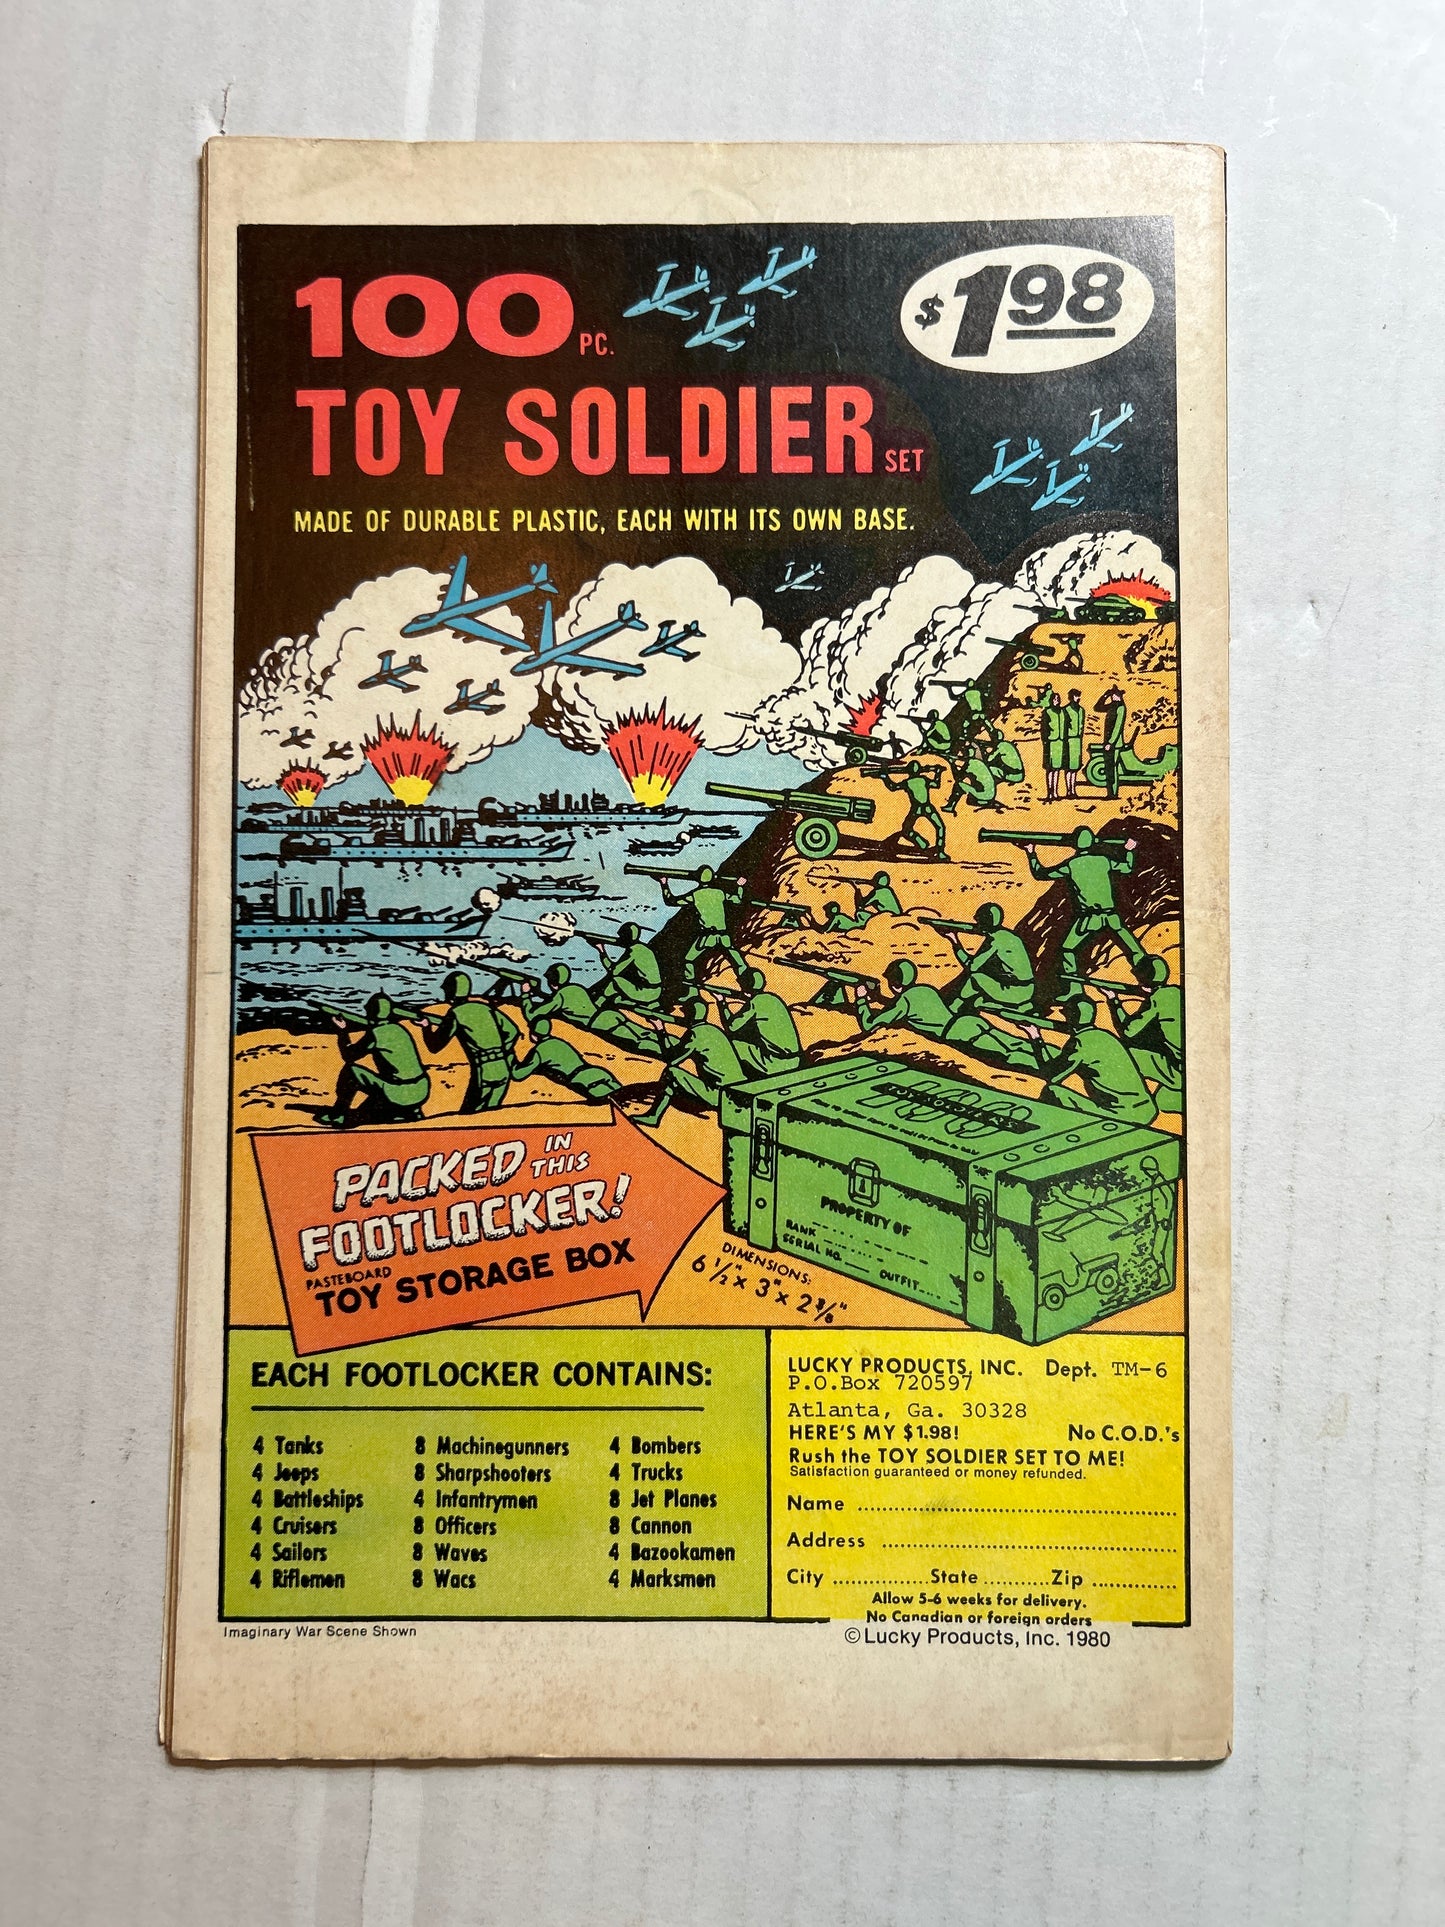 100 PC.
$198
TOY SOLDIER SET
MADE OF DURABLE PLASTIC, EACH WITH ITS OWN BASE.
PACKED IN THIS
FOOTLOCKER!
PASTEBOARD
TOY STORAGE BOX
PROPERTY OF
RANK
SERIAL NO.
OUTFIT
DIMENSIONS:
6 1/2" x 3" x 2 3/8"
EACH FOOTLOCKER CONTAINS:
4 Tanks
4 Jeeps
4 Battleships
4 Cruisers
4 Sailors
4 Riflemen
8 Machinegunners
8 Sharpshooters
4 Infantrymen
8 Officers
8 Waves
8 Wacs
4 Bombers
4 Trucks
8 Jet Planes
8 Cannon
4 Bazookamen
4 Marksmen
LUCKY PRODUCTS, INC. Dept. TM-6
P.O.Box 720597
Atlanta, Ga. 30328
HERE'S MY $1.98! No C.O.D.'s
Rush the TOY SOLDIER SET TO ME!
Satisfaction guaranteed or money refunded.
Name
Address
City State Zip
Allow 5-6 weeks for delivery.
No Canadian or foreign orders
Imaginary War Scene Shown
© Lucky Products, Inc. 1980